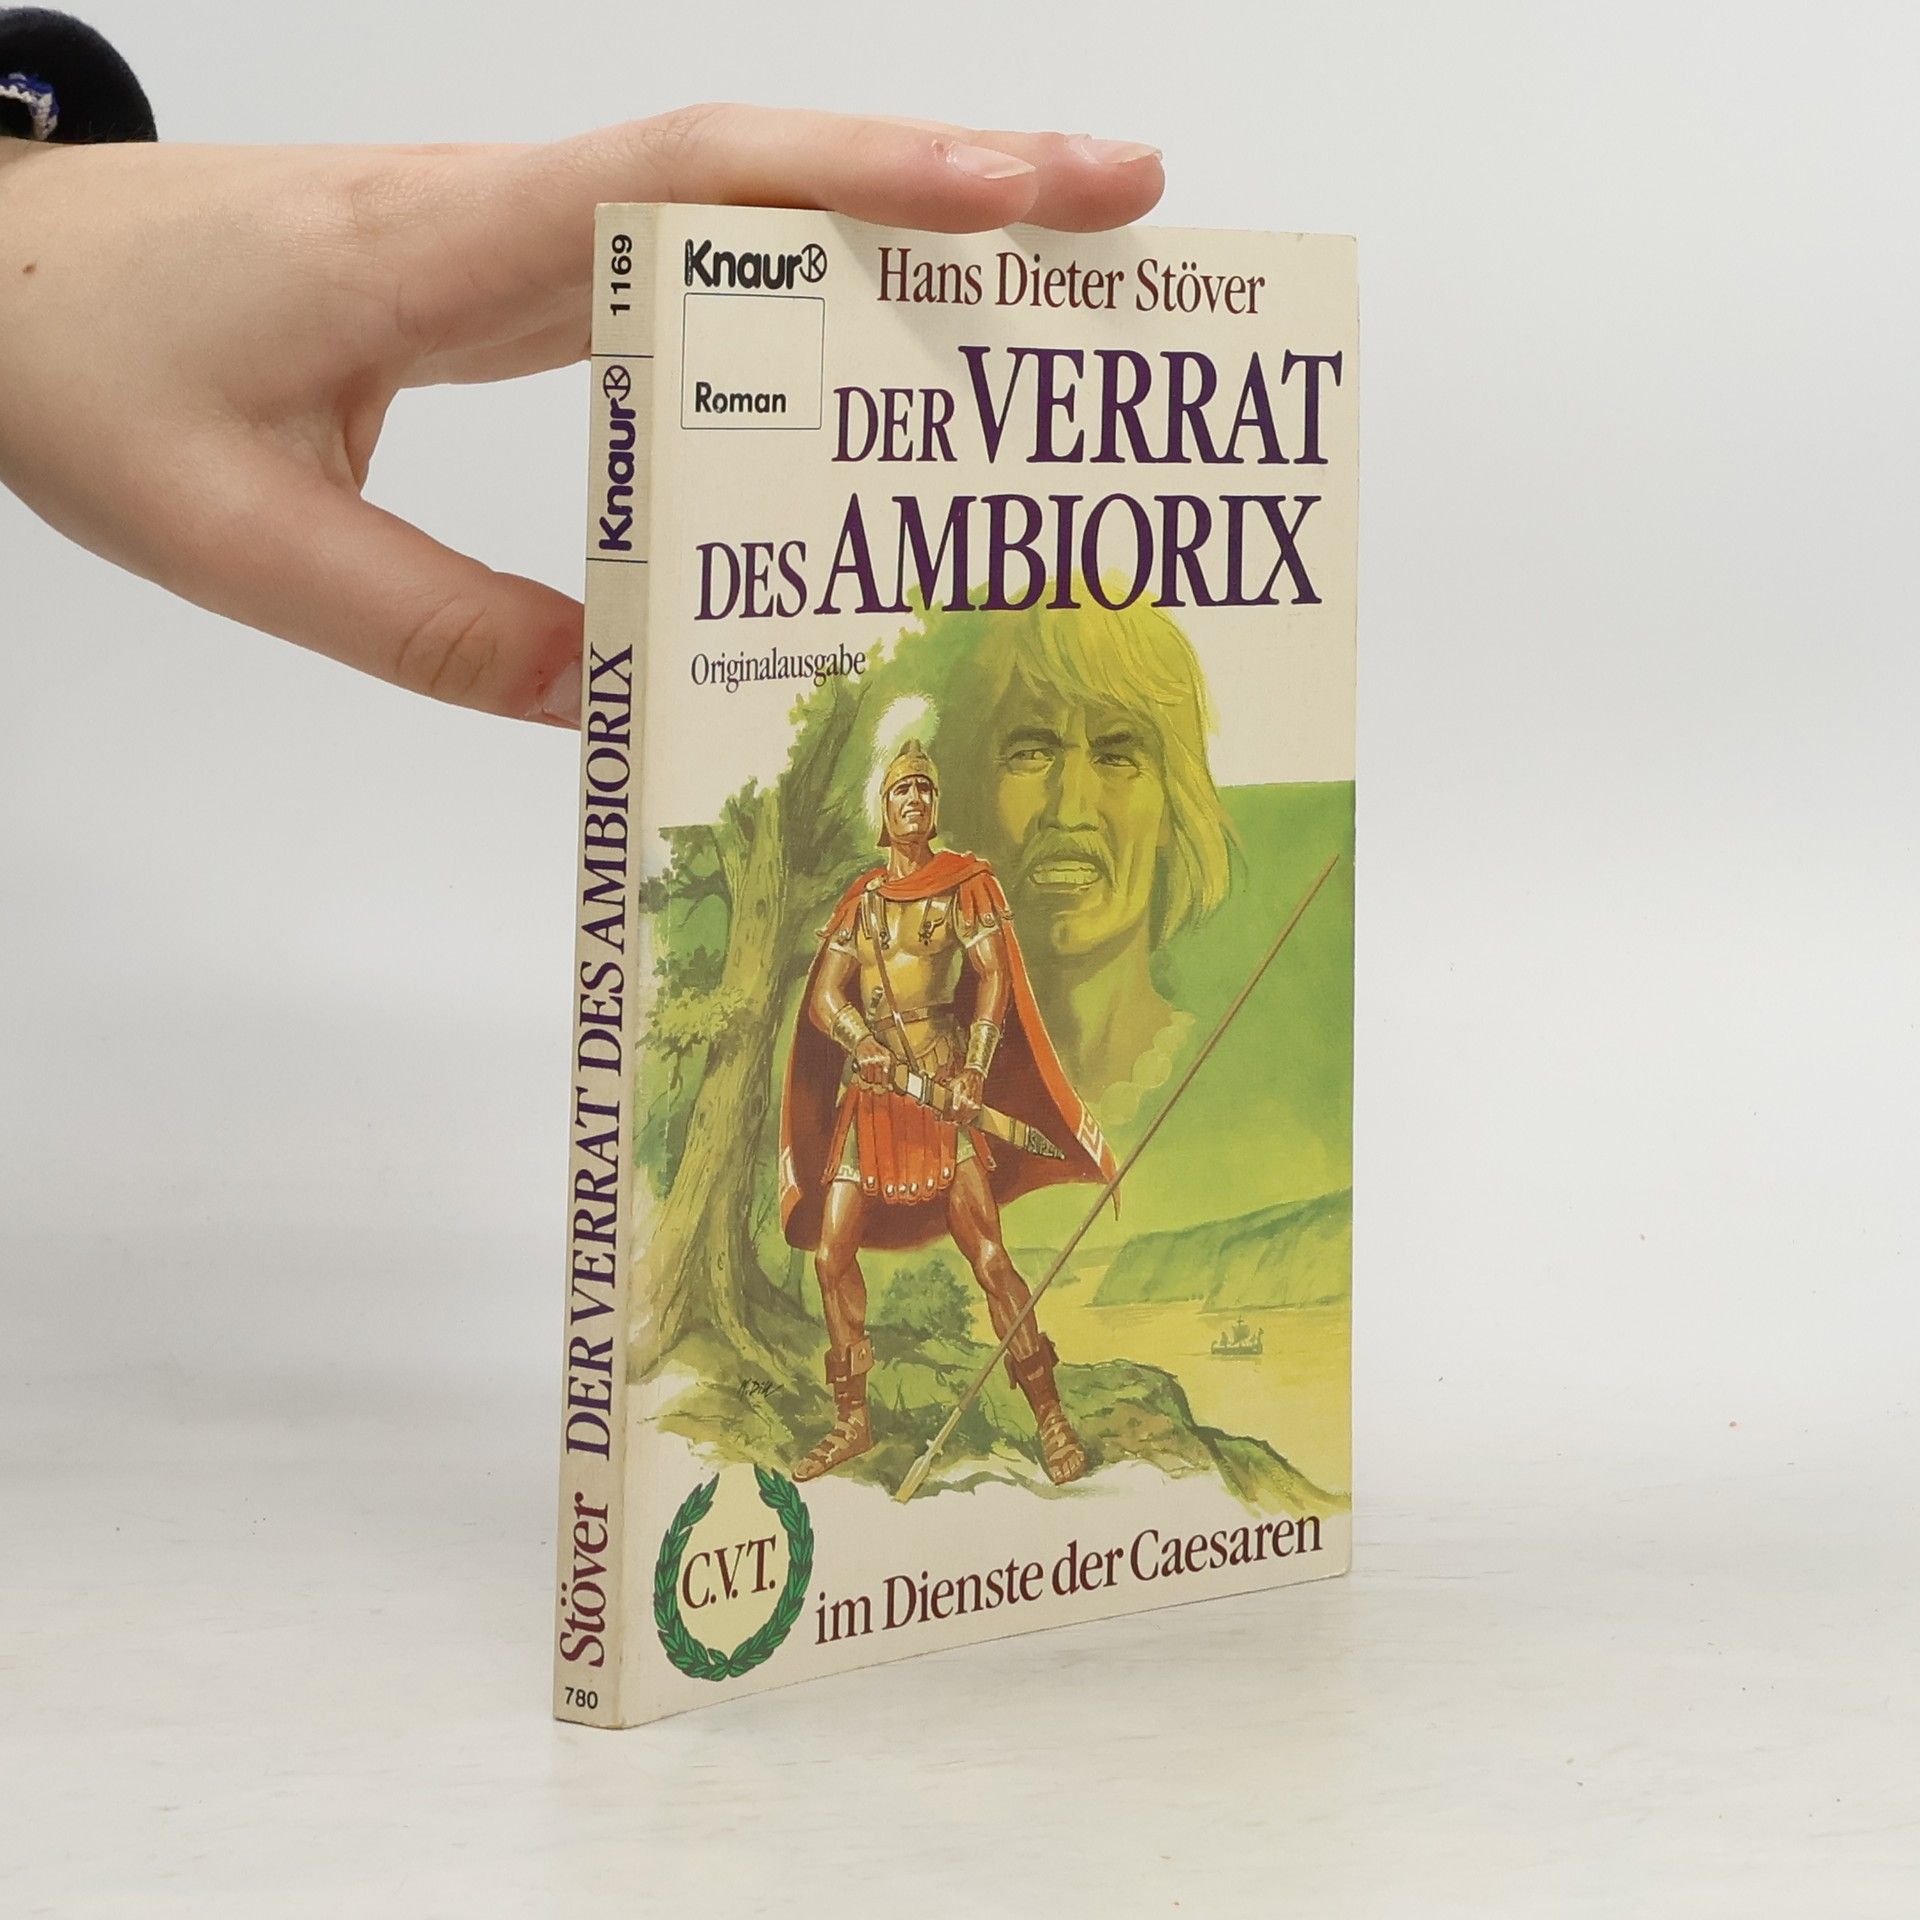 Knaur
Roman
Hans Dieter Stöver
DER VERRAT
DES AMBIORIX
Originalausgabe
C.V.T.
im Dienste der Caesaren
1169
Knaur
Stöver DER VERRAT DES AMBIORIX
780